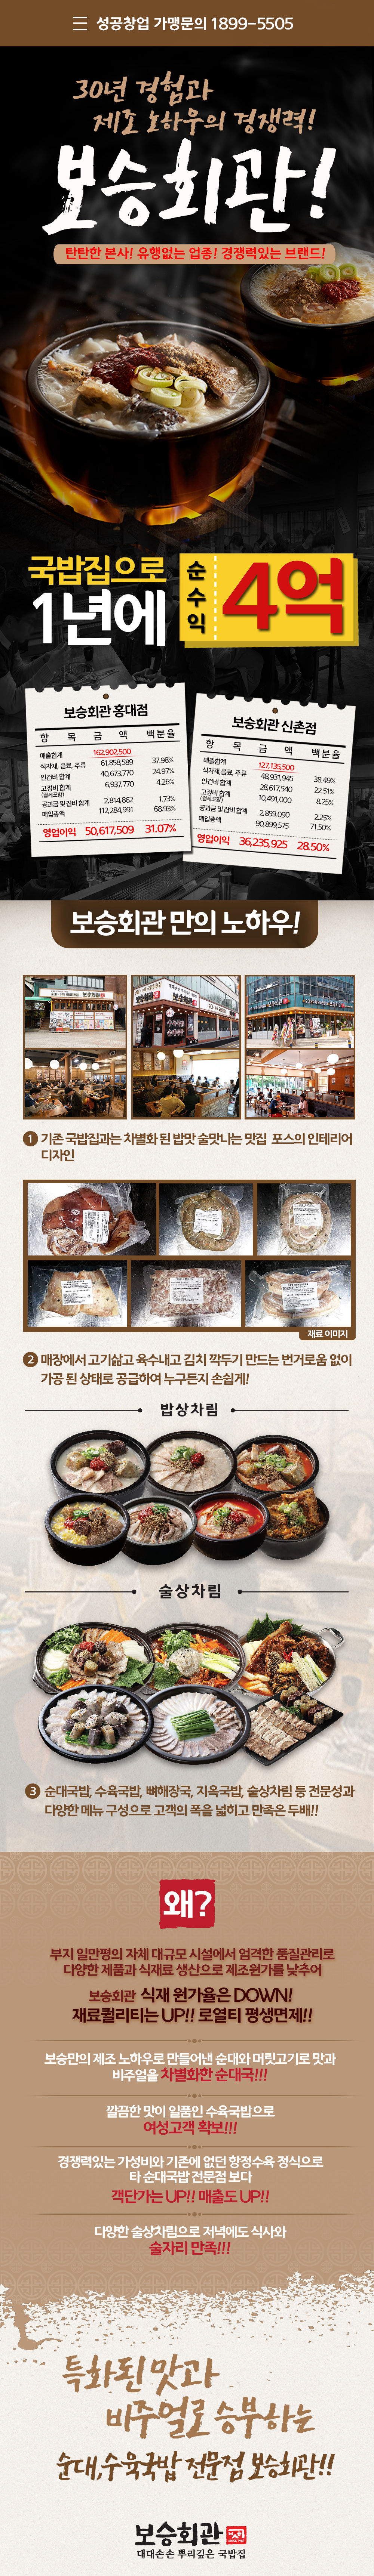 성공창업 가맹문의 1899-5505
30년 경험과
제조 노하우의 경쟁력!
보승회관!
탄탄한 본사! 유행없는 업종! 경쟁력있는 브랜드!
국밥집으로
1년에
순수익
4억
보승회관 홍대점
항 목 금 액 백분율
매출합계 162,902,500
식자재, 음료, 주류 61,858,589 37.98%
인건비 합계 40,673,770 24.97%
고정비 합계 6,937,770 4.26%
(월세포함)
공과금 및 잡비 합계 2,814,862 1.73%
매입총액 112,284,991 68.93%
영업이익 50,617,509 31.07%
보승회관 신촌점
항 목 금 액 백분율
매출합계 127,135,500
식자재, 음료, 주류 48,931,945 38.49%
인건비 합계 28,617,540 22.51%
고정비 합계 10,491,000 8.25%
(월세포함)
공과금 및 잡비 합계 2,859,090 2.25%
매입총액 90,899,575 71.50%
영업이익 36,235,925 28.50%
보승회관 만의 노하우!
1 기존 국밥집과는 차별화 된 밥맛 술맛나는 맛집 포스의 인테리어
디자인
재료 이미지
2 매장에서 고기삶고 육수내고 김치 깍두기 만드는 번거로움 없이
가공 된 상태로 공급하여 누구든지 손쉽게!
밥상차림
술상차림
3 순대국밥, 수육국밥, 뼈해장국, 지옥국밥, 술상차림 등 전문성과
다양한 메뉴 구성으로 고객의 폭을 넓히고 만족은 두배!!
왜?
부지 일만평의 자체 대규모 시설에서 엄격한 품질관리로
다양한 제품과 식재료 생산으로 제조원가를 낮추어
보승회관 식재 원가율은 DOWN!
재료퀄리티는 UP!! 로열티 평생면제!!
보승만의 제조 노하우로 만들어낸 순대와 머릿고기로 맛과
비주얼을 차별화한 순대국!!!
깔끔한 맛이 일품인 수육국밥으로
여성고객 확보!!!
경쟁력있는 가성비와 기존에 없던 항정수육 정식으로
타 순대국밥 전문점 보다
객단가는 UP!! 매출도 UP!!
다양한 술상차림으로 저녁에도 식사와
술자리 만족!!!
특화된 맛과
비주얼로 승부하는
순대, 수육국밥 전문점 보승회관!!
보승회관
대대손손 뿌리깊은 국밥집